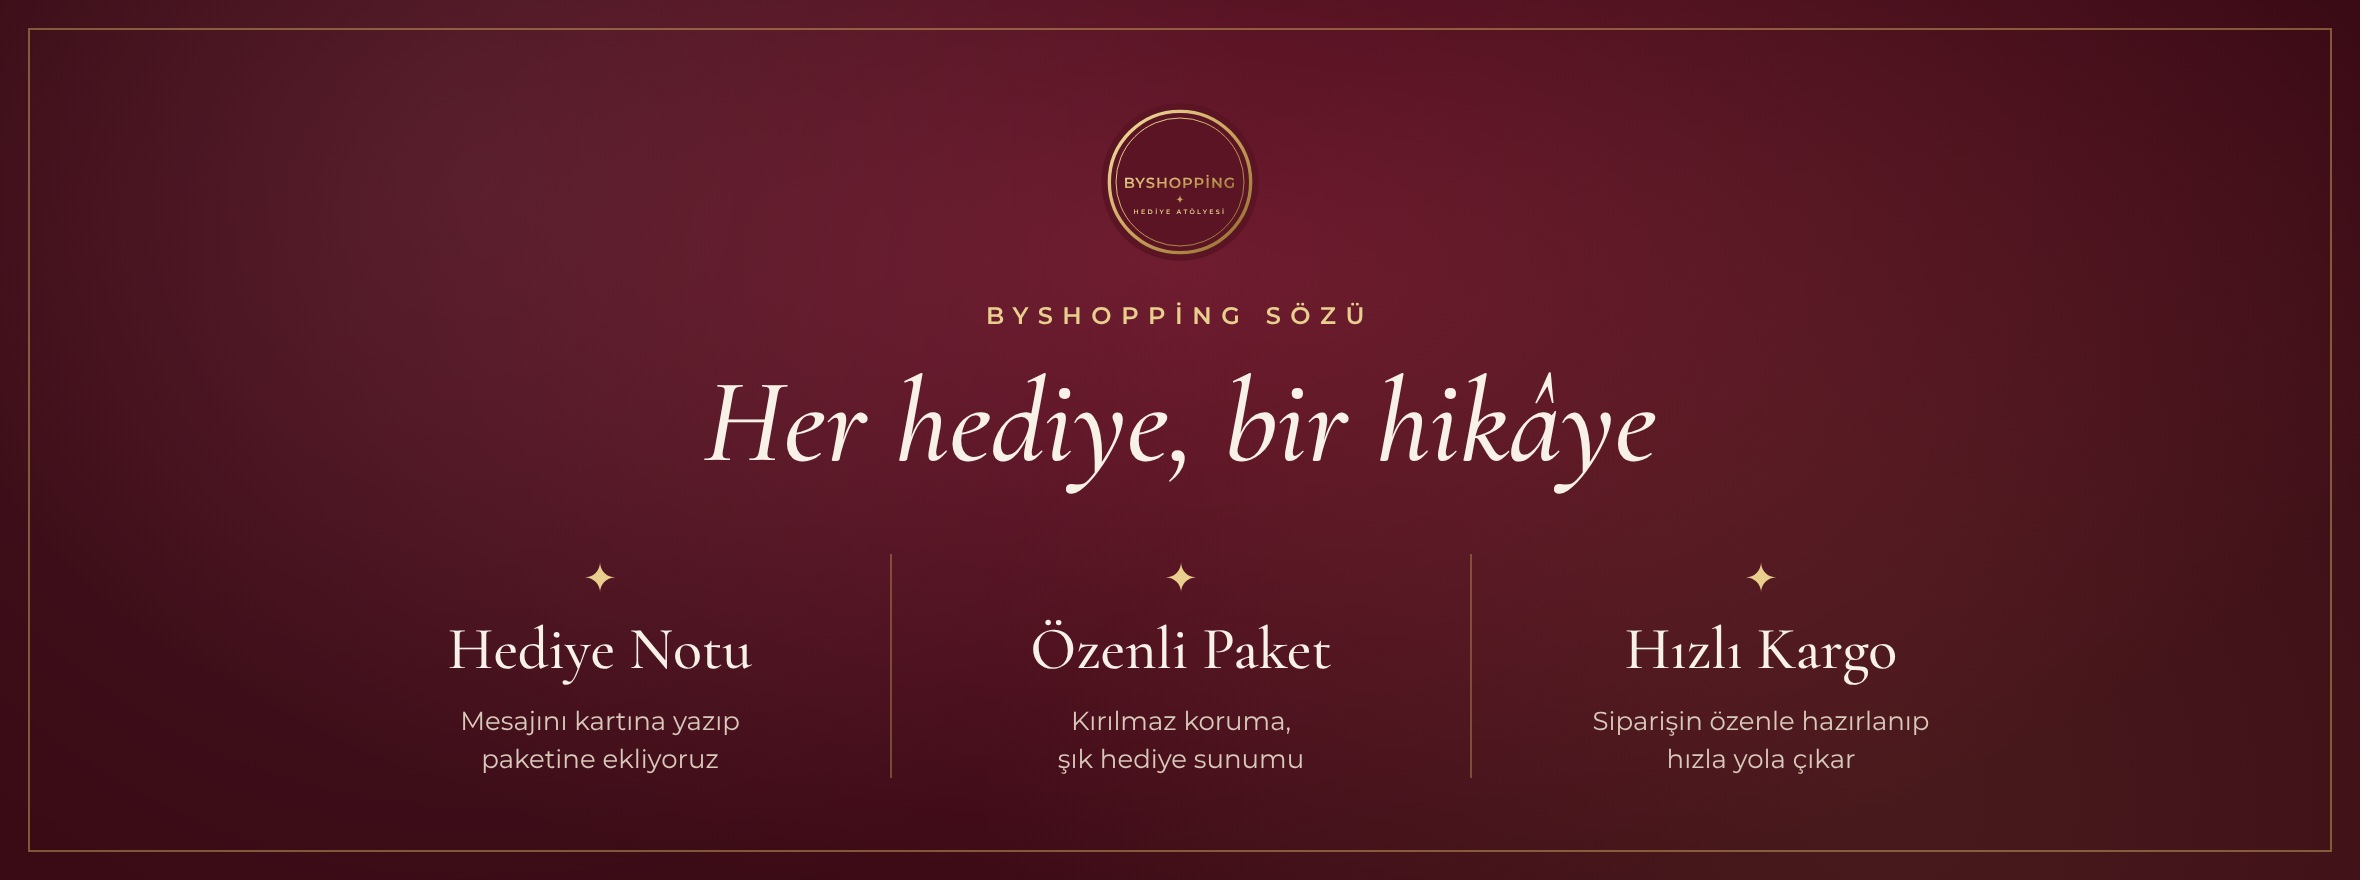 BYSHOPPİNG
HEDİYE ATÖLYESİ
BYSHOPPİNG SÖZÜ
Her hediye, bir hikâye
Hediye Notu
Mesajını kartına yazıp
paketine ekliyoruz
Özenli Paket
Kırılmaz koruma,
şık hediye sunumu
Hızlı Kargo
Siparişin özenle hazırlanıp
hızla yola çıkar